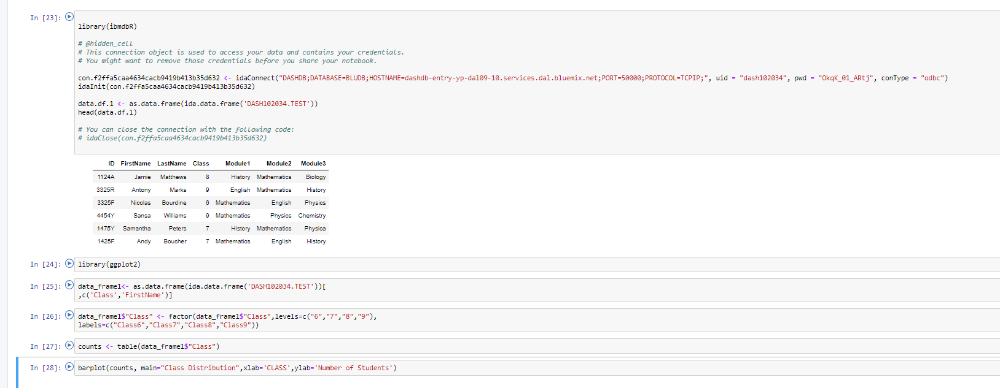 In [23]:
library(ibmdbR)
# @hidden_cell
# This connection object is used to access your data and contains your credentials.
# You might want to remove those credentials before you share your notebook.
con.f2ffa5caa4634cacb9419b413b35d632 <- idaConnect("DASHDB;DATABASE=BLUDB;HOSTNAME=dashdb-entry-yp-dal09-10.services.dal.bluemix.net;PORT=50000;PROTOCOL=TCPIP;", uid = "dash102034", pwd = "OkqK_01_ARtj", conType = "odbc")
idaInit(con.f2ffa5caa4634cacb9419b413b35d632)
data.df.1 <- as.data.frame(ida.data.frame('DASH102034.TEST'))
head(data.df.1)
# You can close the connection with the following code:
# idaClose(con.f2ffa5caa4634cacb9419b413b35d632)
ID FirstName LastName Class Module1 Module2 Module3
1124A Jamie Matthews 8 History Mathematics Biology
3325R Antony Marks 9 English Mathematics History
3325F Nicolas Bourdine 6 Mathematics English Physics
4454Y Sansa Williams 9 Mathematics Physics Chemistry
1475Y Samantha Peters 7 History Mathematics Physica
1425F Andy Boucher 7 Mathematics English History
In [24]: library(ggplot2)
In [25]: data_frame1<- as.data.frame(ida.data.frame('DASH102034.TEST'))[
,c('Class','FirstName')]
In [26]: data_frame1$"Class" <- factor(data_frame1$"Class",levels=c("6","7","8","9"),
labels=c("Class6","Class7","Class8","Class9"))
In [27]: counts <- table(data_frame1$"Class")
In [28]: barplot(counts, main="Class Distribution",xlab='CLASS',ylab='Number of Students')